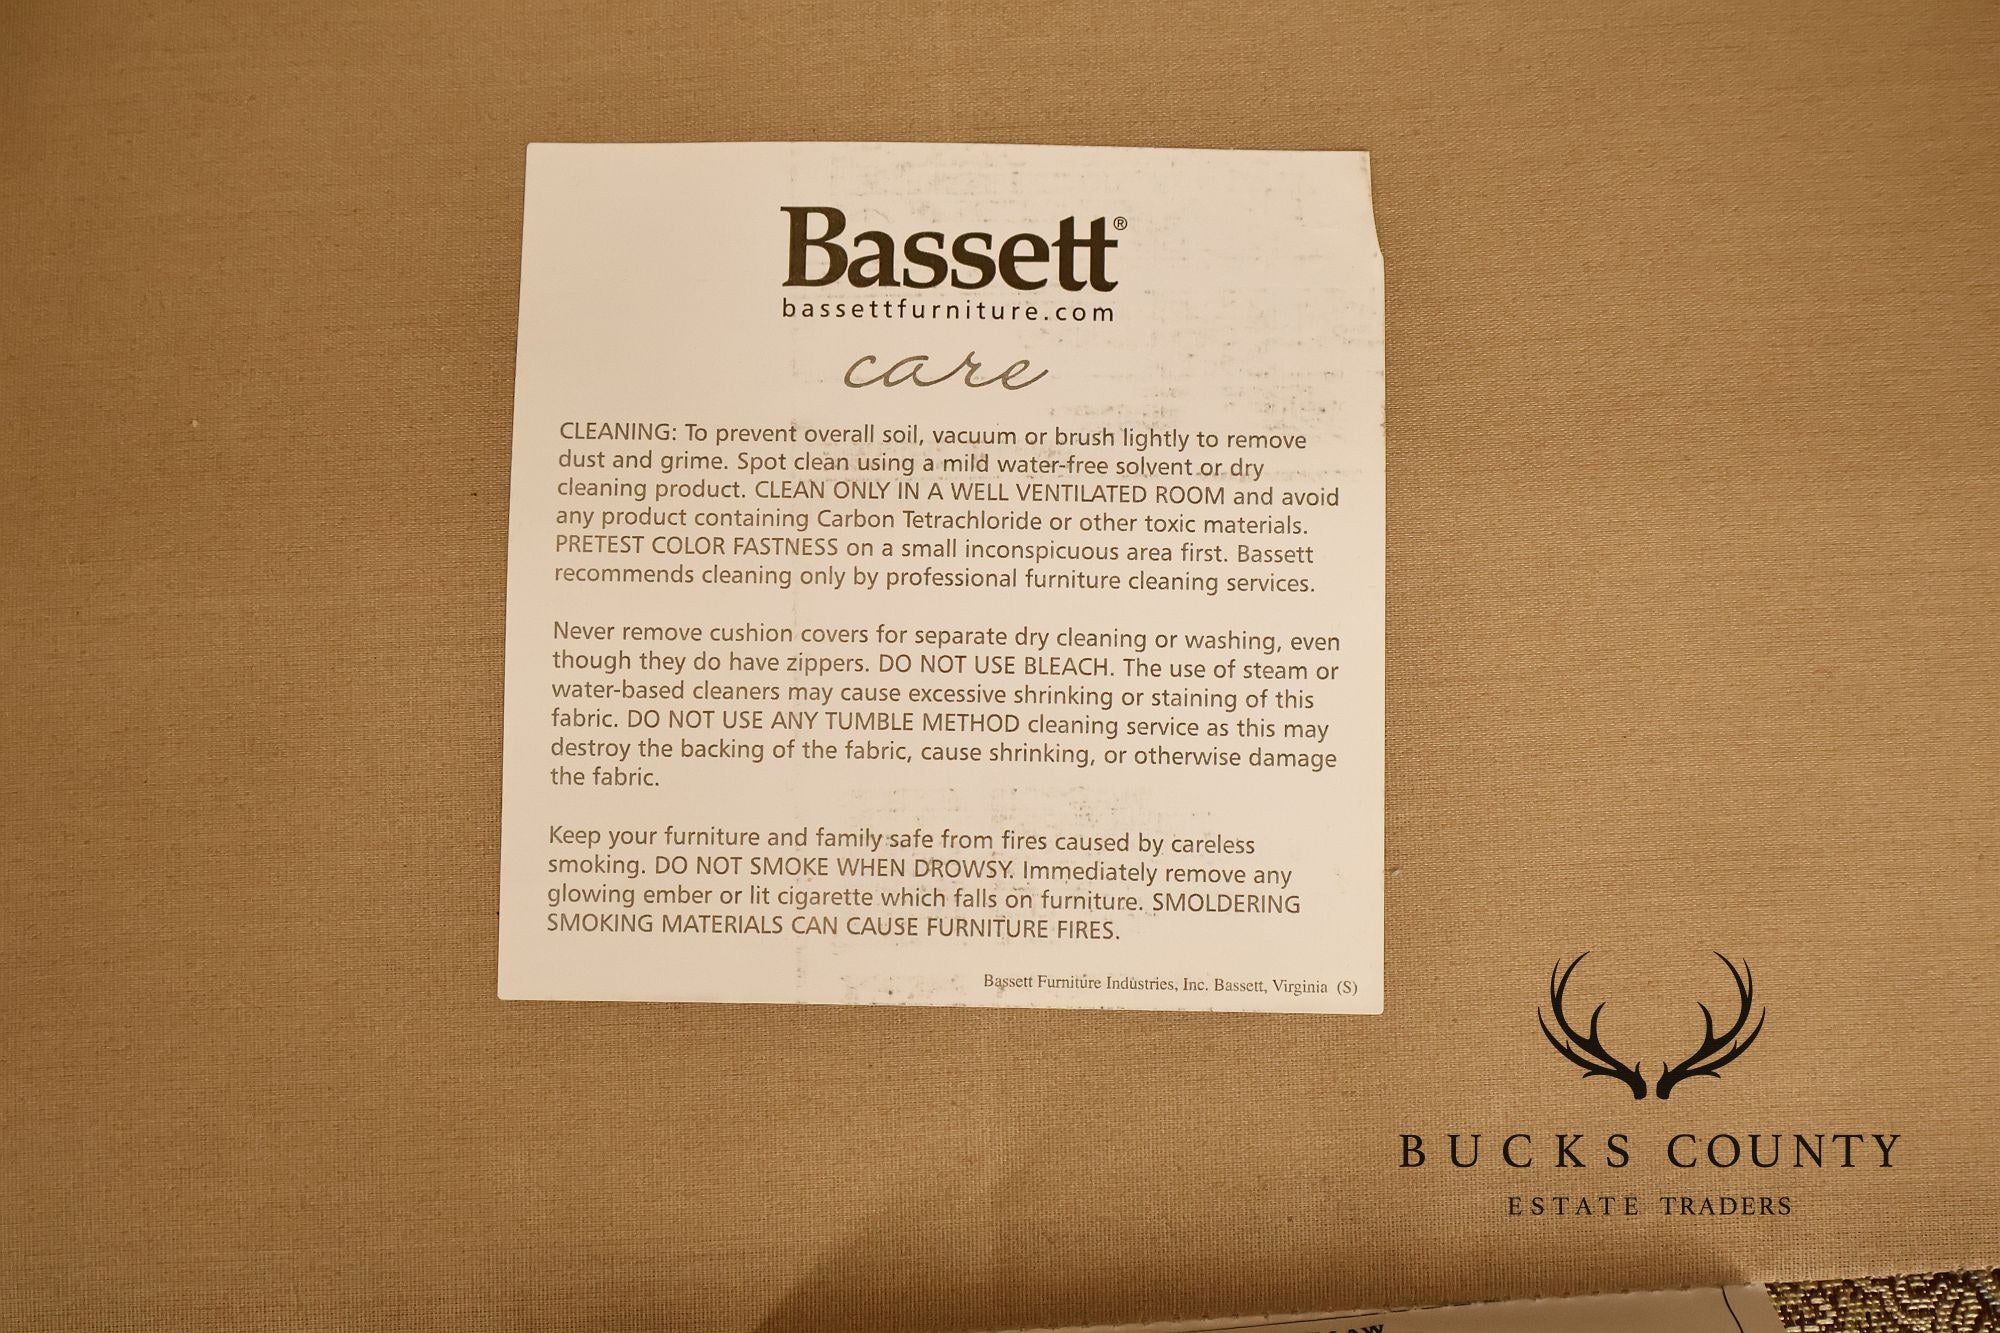 Bassett®
bassettfurniture.com
care
CLEANING: To prevent overall soil, vacuum or brush lightly to remove
dust and grime. Spot clean using a mild water-free solvent or dry
cleaning product. CLEAN ONLY IN A WELL VENTILATED ROOM and avoid
any product containing Carbon Tetrachloride or other toxic materials.
PRETEST COLOR FASTNESS on a small inconspicuous area first. Bassett
recommends cleaning only by professional furniture cleaning services.
Never remove cushion covers for separate dry cleaning or washing, even
though they do have zippers. DO NOT USE BLEACH. The use of steam or
water-based cleaners may cause excessive shrinking or staining of this
fabric. DO NOT USE ANY TUMBLE METHOD cleaning service as this may
destroy the backing of the fabric, cause shrinking, or otherwise damage
the fabric.
Keep your furniture and family safe from fires caused by careless
smoking. DO NOT SMOKE WHEN DROWSY. Immediately remove any
glowing ember or lit cigarette which falls on furniture. SMOLDERING
SMOKING MATERIALS CAN CAUSE FURNITURE FIRES.
Bassett Furniture Industries, Inc. Bassett, Virginia (S)
BUCKS COUNTY
ESTATE TRADERS